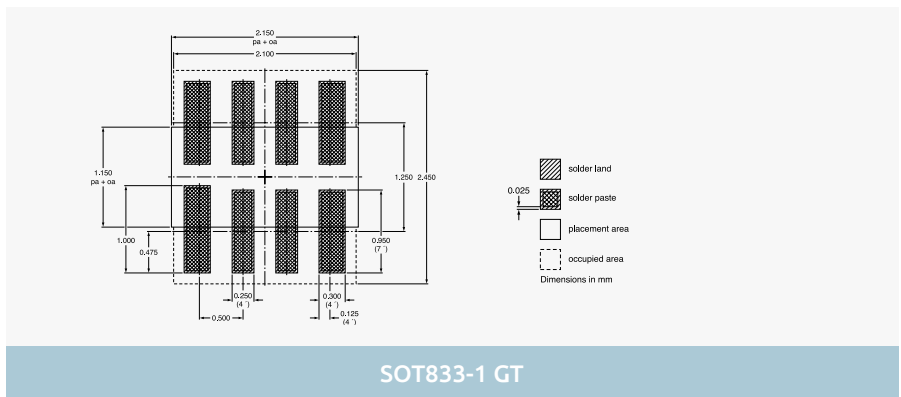 2.150
pa + oa
2.100
1.150
pa + oa
1.250
2.450
1.000
0.475
0.950
(7 ¨)
0.250
(4 ¨)
0.300
(4 ¨)
0.500
0.125
(4 ¨)
solder land
0.025
solder paste
placement area
occupied area
Dimensions in mm
SOT833-1 GT